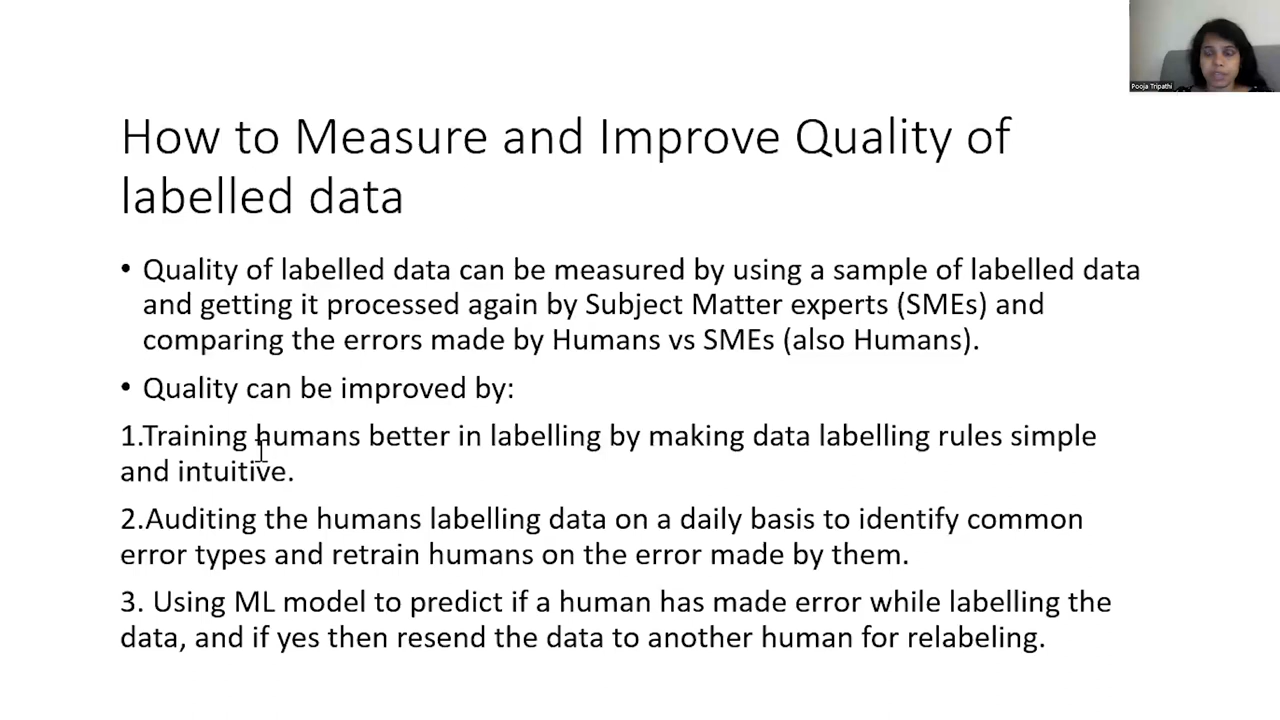 Pooja Tripathi
How to Measure and Improve Quality of
labelled data
• Quality of labelled data can be measured by using a sample of labelled data
and getting it processed again by Subject Matter experts (SMEs) and
comparing the errors made by Humans vs SMEs (also Humans).
• Quality can be improved by:
1.Training humans better in labelling by making data labelling rules simple
and intuitive.
2.Auditing the humans labelling data on a daily basis to identify common
error types and retrain humans on the error made by them.
3. Using ML model to predict if a human has made error while labelling the
data, and if yes then resend the data to another human for relabeling.